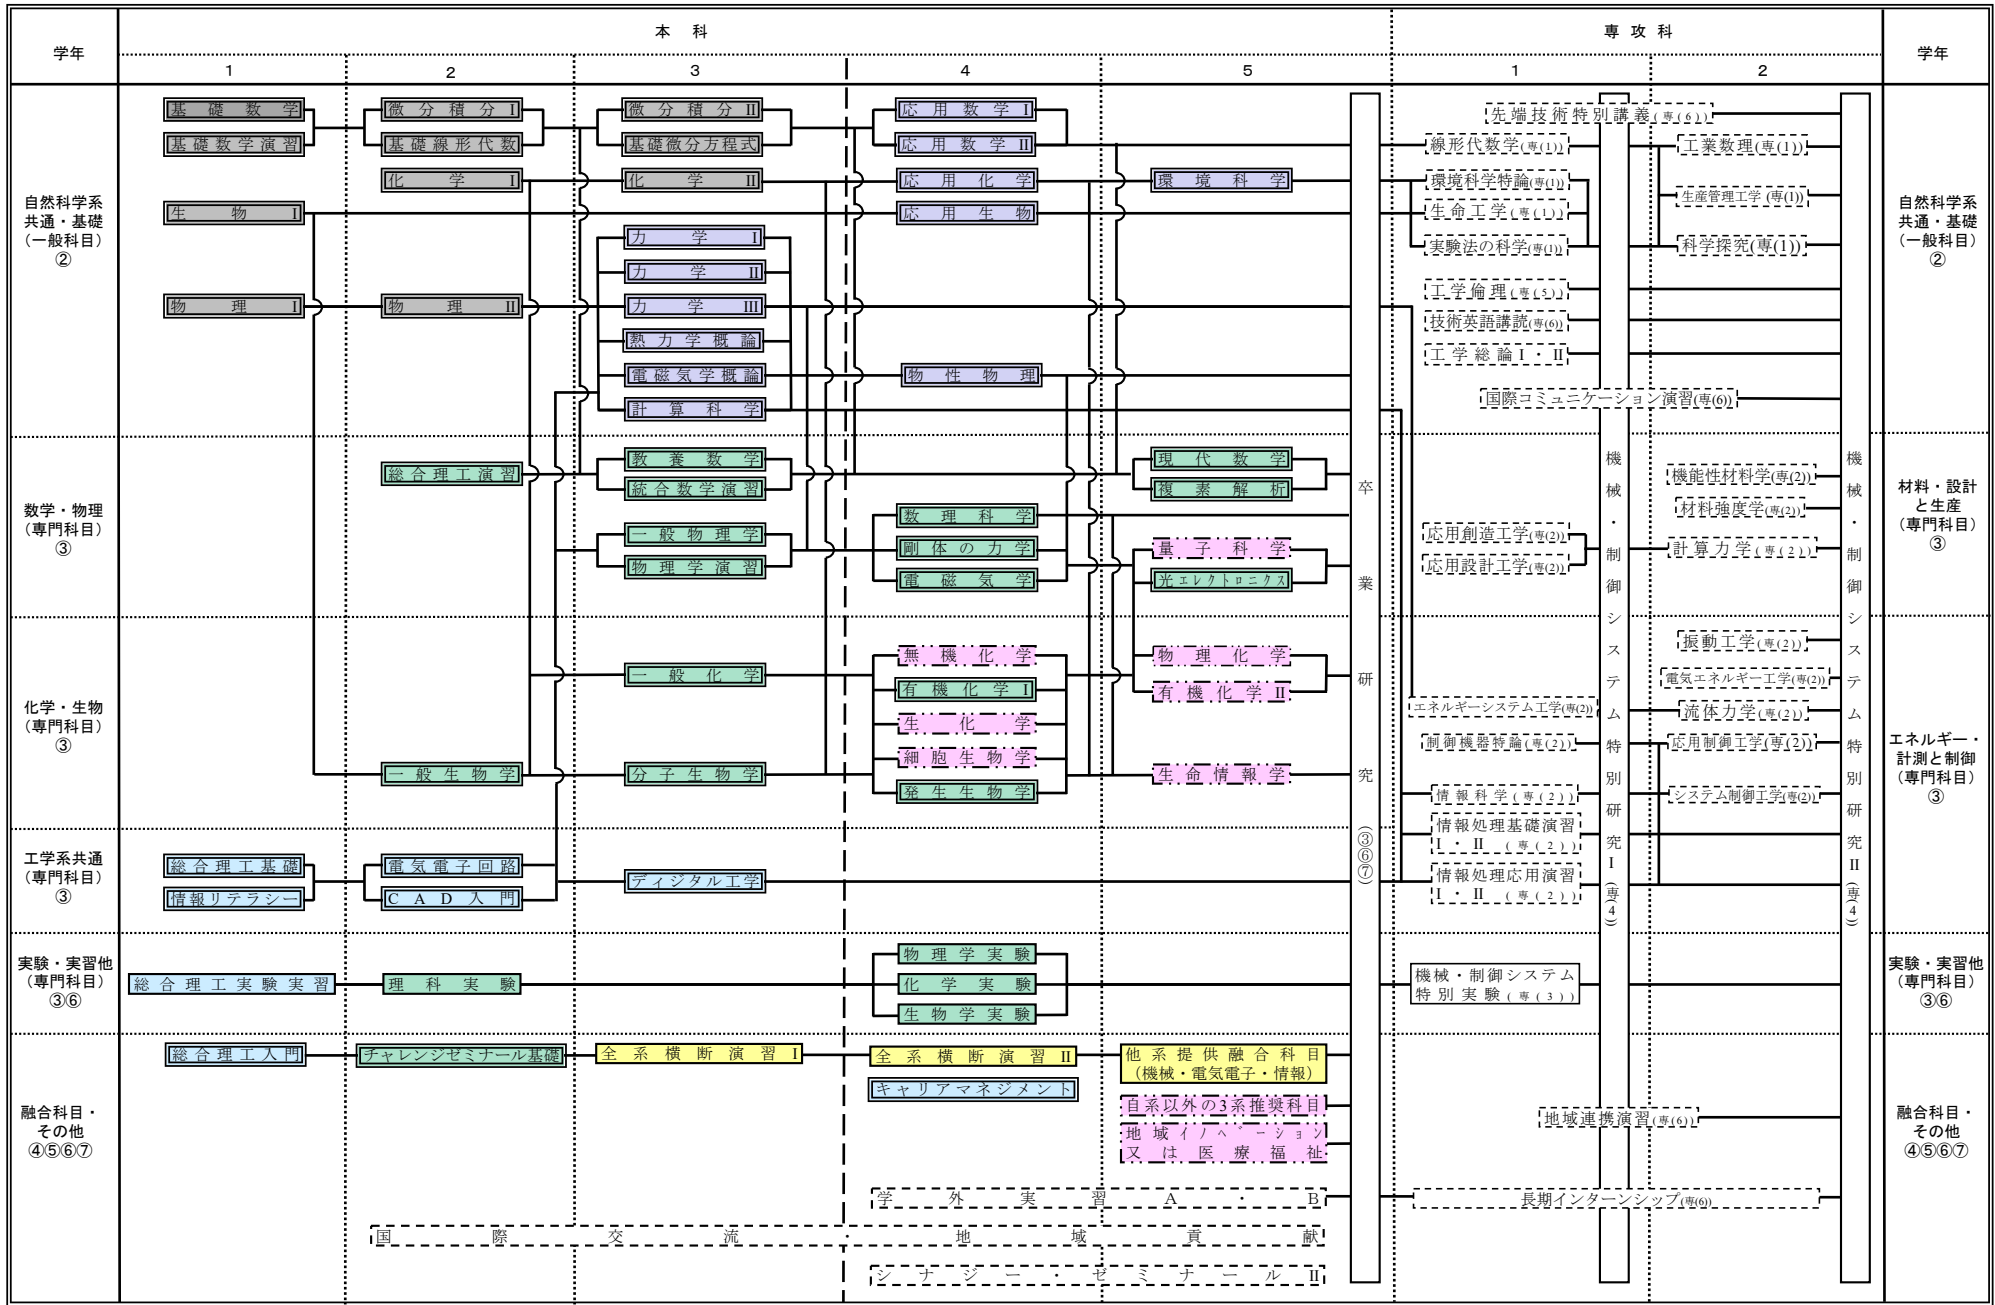 学年
本 科
専 攻 科
学年
1
2
3
4
5
1
2
自然科学系
共通・基礎
（一般科目）
②
基礎数学
微分積分I
微分積分II
応用数学I
先端技術特別講義(専(6))
基礎数学演習
基礎線形代数
基礎微分方程式
応用数学II
線形代数学(専(1))
工業数理(専(1))
化学I
化学II
応用化学
環境科学
環境科学特論(専(1))
生産管理工学(専(1))
生物I
応用生物
生命工学(専(1))
力学I
実験法の科学(専(1))
科学探究(専(1))
力学II
工学倫理(専(5))
物理I
物理II
力学III
技術英語講読(専(6))
熱力学概論
工学総論I・II
電磁気学概論
物性物理
計算科学
国際コミュニケーション演習(専(6))
自然科学系
共通・基礎
（一般科目）
②
数学・物理
（専門科目）
③
総合理工演習
教養数学
現代数学
機能性材料学(専(2))
統合数学演習
複素解析
材料強度学(専(2))
数理科学
一般物理学
剛体の力学
量子科学
応用創造工学(専(2))
計算力学(専(2))
物理学演習
電磁気学
光エレクトロニクス
応用設計工学(専(2))
材料・設計
と生産
（専門科目）
③
化学・生物
（専門科目）
③
無機化学
物理化学
振動工学(専(2))
一般化学
有機化学I
有機化学II
電気エネルギー工学(専(2))
生化学
エネルギーシステム工学(専(2))
流体力学(専(2))
細胞生物学
制御機器特論(専(2))
応用制御工学(専(2))
一般生物学
分子生物学
生命情報学
発生生物学
情報科学(専(2))
システム制御工学(専(2))
エネルギー・
計測と制御
（専門科目）
③
工学系共通
（専門科目）
③
情報処理基礎演習
I・II (専(2))
総合理工基礎
電気電子回路
ディジタル工学
情報処理応用演習
I・II (専(2))
情報リテラシー
CAD入門
卒業研究(③⑥⑦)
機械・制御システム特別研究I(専(4))
機械・制御システム特別研究II(専(4))
実験・実習他
（専門科目）
③⑥
物理学実験
総合理工実験実習
理科実験
化学実験
生物学実験
機械・制御システム
特別実験(専(3))
実験・実習他
（専門科目）
③⑥
融合科目・
その他
④⑤⑥⑦
総合理工入門
チャレンジゼミナール基礎
全系横断演習I
全系横断演習II
他系提供融合科目
（機械・電気電子・情報）
キャリアマネジメント
自系以外の3系推奨科目
地域イノベーション
又は医療福祉
地域連携演習(専(6))
学外実習A・B
長期インターンシップ(専(6))
国際交流・地域貢献
シナジー・ゼミナールII
融合科目・
その他
④⑤⑥⑦